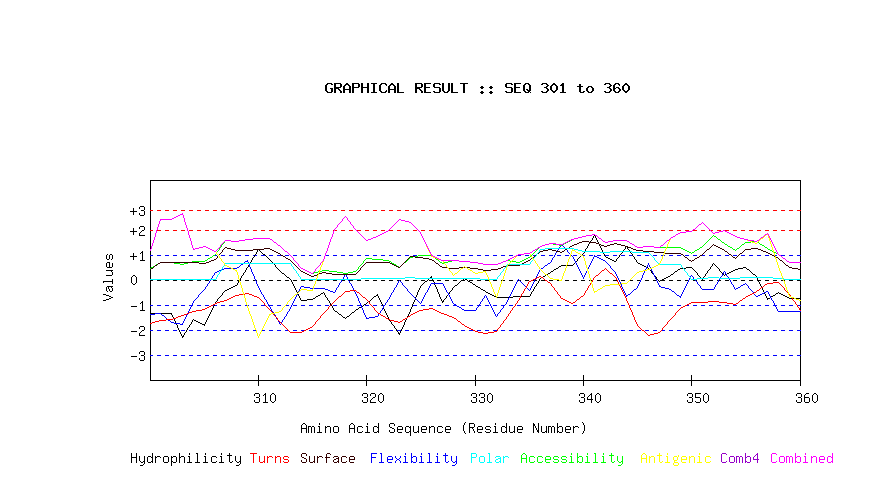 GRAPHICAL RESULT :: SEQ 301 to 360
+3
+2
+1
0
-1
-2
-3
Values
310 320 330 340 350 360
Amino Acid Sequence (Residue Number)
Hydrophilicity Turns Surface Flexibility Polar Accessibility Antigenic Comb4 Combined